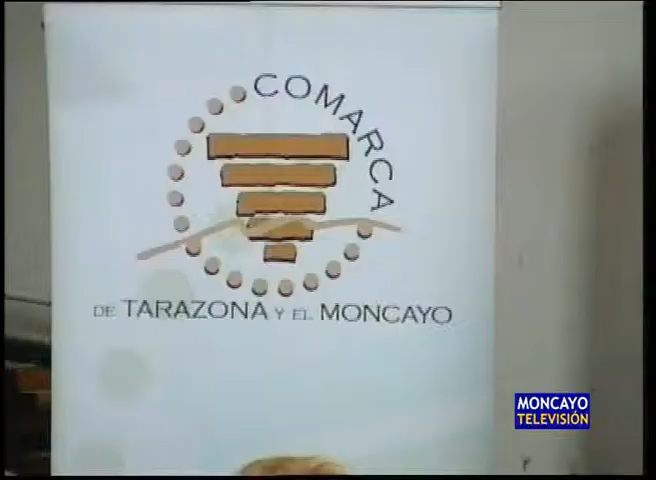 COMARCA
DE TARAZONA Y EL MONCAYO
MONCAYO
TELEVISIÓN